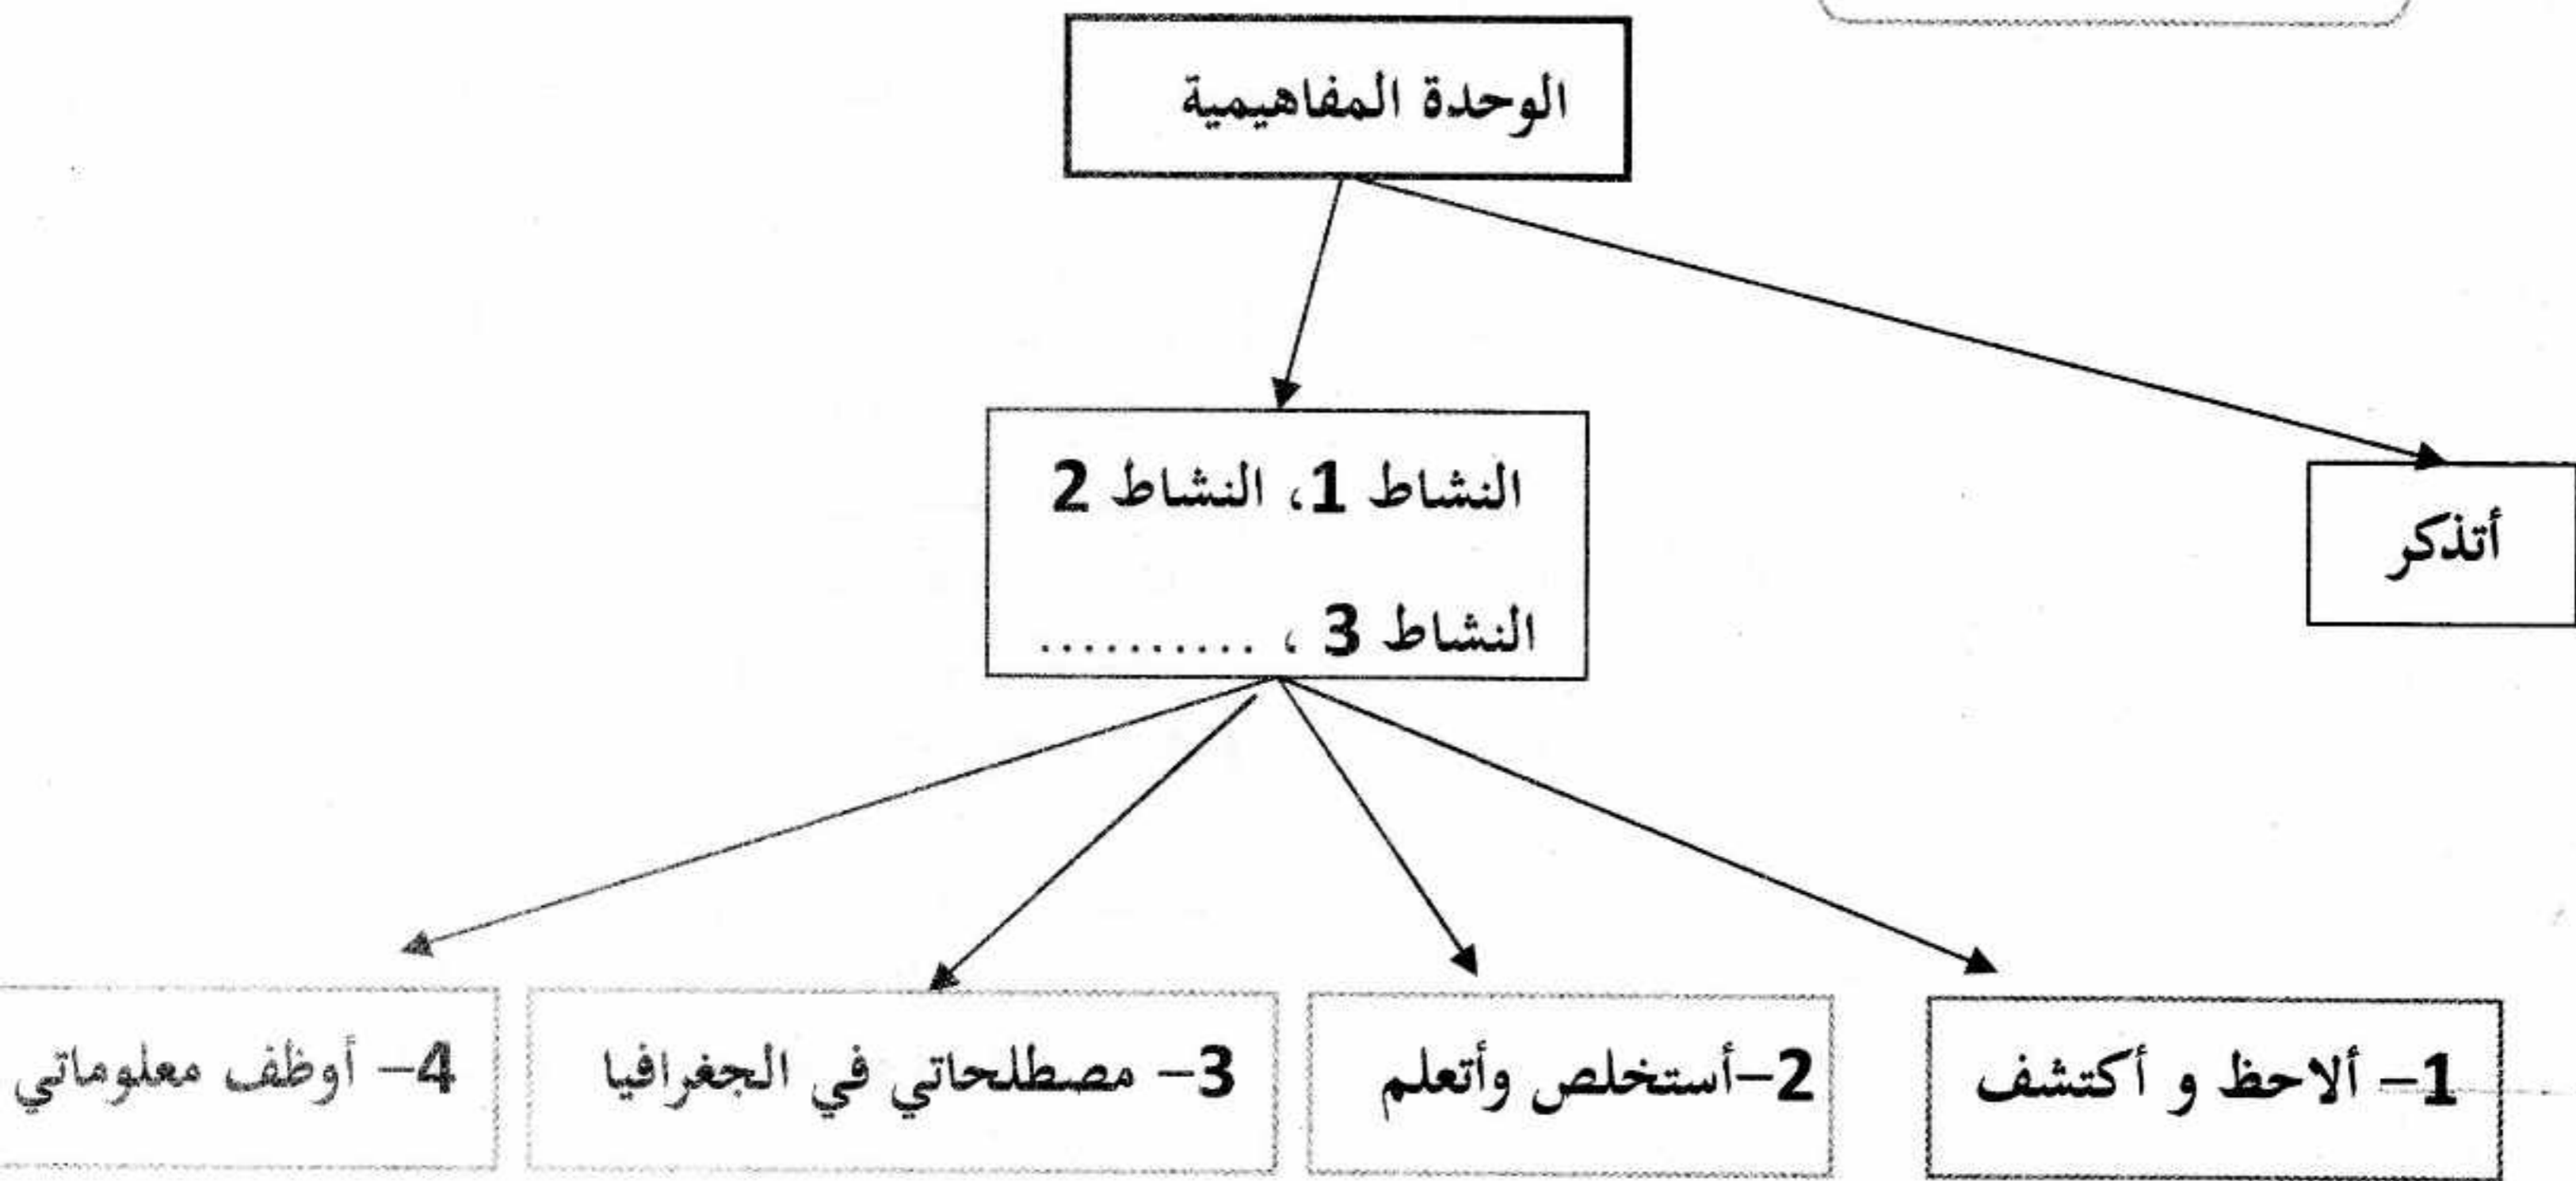 الوحدة المفاهيمية
النشاط 1، النشاط 2
النشاط 3 ، ..........
أتذكر
1- ألاحظ و أكتشف
2-أستخلص وأتعلم
3- مصطلحاتي في الجغرافيا
4- أوظف معلوماتي